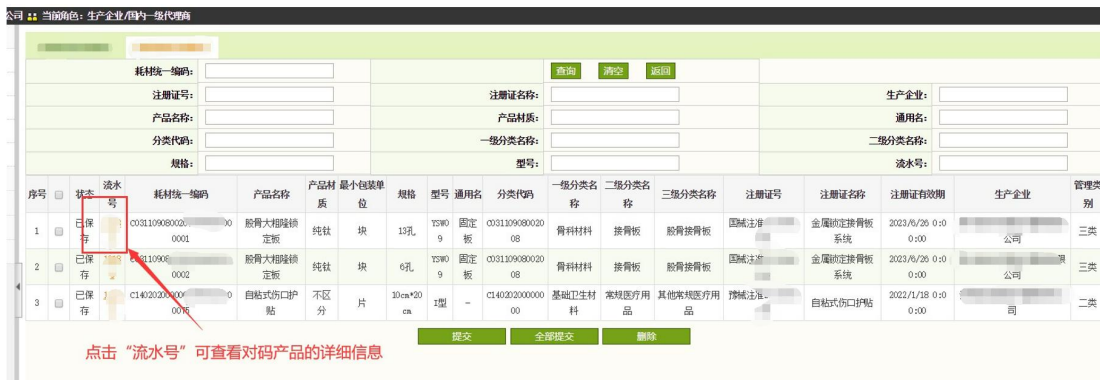 公司 当前角色: 生产企业/国内一级代理商
耗材统一编码: 查询 清空 返回
注册证号: 注册证名称: 生产企业:
产品名称: 产品材质: 通用名:
分类代码: 一级分类名称: 二级分类名称:
规格: 型号: 流水号:
序号 状态 流水号 耗材统一编码 产品名称 产品材质 最小包装单位 规格 型号 通用名 分类代码 一级分类名称 二级分类名称 三级分类名称 注册证号 注册证名称 注册证有效期 生产企业 管理类别
1 已保存 0001 股骨大粗隆锁定板 纯钛 块 13孔 YSW09 固定板 C03110908002008 骨科材料 接骨板 股骨接骨板 国械注准 金属锁定接骨板系统 2023/6/26 0:00:00 公司 三类
2 已保存 0002 股骨大粗隆锁定板 纯钛 块 6孔 YSW09 固定板 C03110908002008 骨科材料 接骨板 股骨接骨板 国械注准 金属锁定接骨板系统 2023/6/26 0:00:00 公司 三类
3 已保存 自粘式伤口护贴 不区分 片 10cm*20cm I型 - C14020200000000 基础卫生材料 常规医疗用品 其他常规医疗用品 豫械注准 自粘式伤口护贴 2022/1/18 0:00:00 司 二类
提交 全部提交 删除
点击“流水号”可查看对码产品的详细信息